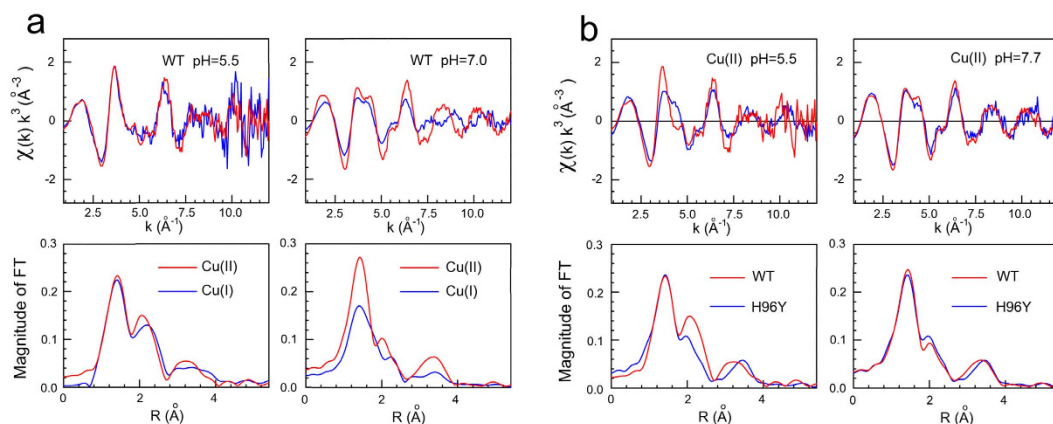 a
b
WT pH=5.5
WT pH=7.0
Cu(II) pH=5.5
Cu(II) pH=7.7
χ(k) k³ (Å⁻³)
2
0
-2
2.5 5.0 7.5 10.0
k (Å⁻¹)
2.5 5.0 7.5 10.0
k (Å⁻¹)
χ(k) k³ (Å⁻³)
2
0
-2
2.5 5.0 7.5 10.0
k (Å⁻¹)
2.5 5.0 7.5 10.0
k (Å⁻¹)
Magnitude of FT
0.3
0.2
0.1
0.0
Cu(II)
Cu(I)
0 2 4
R (Å)
0.3
0.2
0.1
0.0
Cu(II)
Cu(I)
0 2 4
R (Å)
Magnitude of FT
0.3
0.2
0.1
0.0
WT
H96Y
0 2 4
R (Å)
0.3
0.2
0.1
0.0
WT
H96Y
0 2 4
R (Å)